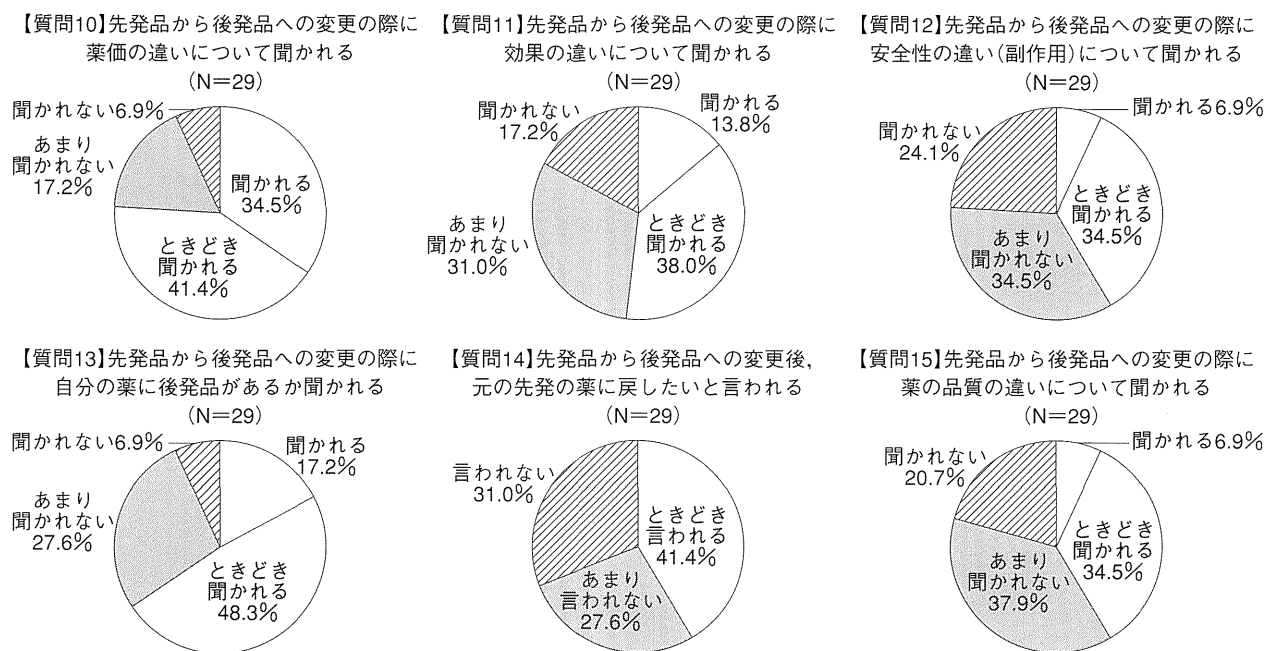 【質問10】先発品から後発品への変更の際に
薬価の違いについて聞かれる
(N=29)
聞かれない6.9%
あまり
聞かれない
17.2%
聞かれる
34.5%
ときどき
聞かれる
41.4%
【質問11】先発品から後発品への変更の際に
効果の違いについて聞かれる
(N=29)
聞かれない
17.2%
聞かれる
13.8%
あまり
聞かれない
31.0%
ときどき
聞かれる
38.0%
【質問12】先発品から後発品への変更の際に
安全性の違い(副作用)について聞かれる
(N=29)
聞かれる6.9%
聞かれない
24.1%
ときどき
聞かれる
34.5%
あまり
聞かれない
34.5%
【質問13】先発品から後発品への変更の際に
自分の薬に後発品があるか聞かれる
(N=29)
聞かれない6.9%
聞かれる
17.2%
あまり
聞かれない
27.6%
ときどき
聞かれる
48.3%
【質問14】先発品から後発品への変更後,
元の先発の薬に戻したいと言われる
(N=29)
言われない
31.0%
ときどき
言われる
41.4%
あまり
言われない
27.6%
【質問15】先発品から後発品への変更の際に
薬の品質の違いについて聞かれる
(N=29)
聞かれる6.9%
聞かれない
20.7%
ときどき
聞かれる
34.5%
あまり
聞かれない
37.9%